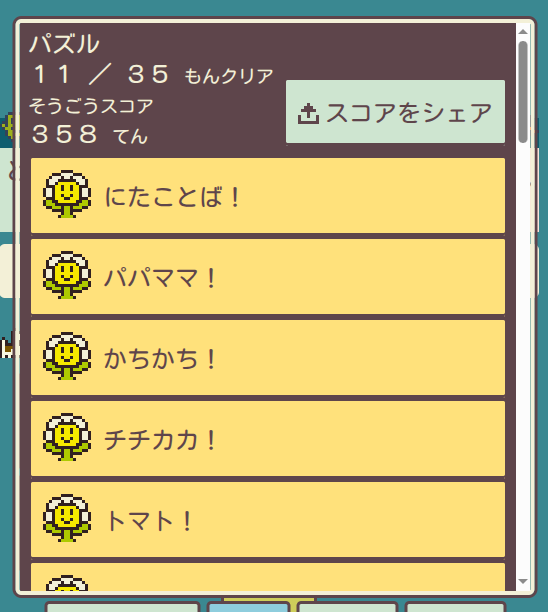 パズル
１１ ／ ３５ もんクリア
そうごうスコア
３５８ てん
スコアをシェア
にたことば！
パパママ！
かちかち！
チチカカ！
トマト！